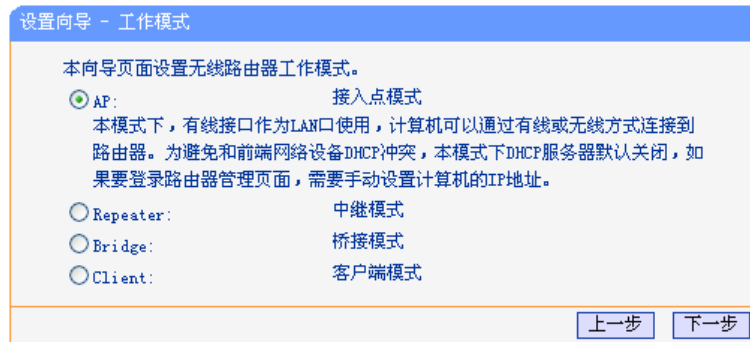 设置向导 - 工作模式
本向导页面设置无线路由器工作模式。
AP: 接入点模式
本模式下，有线接口作为LAN口使用，计算机可以通过有线或无线方式连接到
路由器。为避免和前端网络设备DHCP冲突，本模式下DHCP服务器默认关闭，如
果要登录路由器管理页面，需要手动设置计算机的IP地址。
Repeater: 中继模式
Bridge: 桥接模式
Client: 客户端模式
上一步 下一步